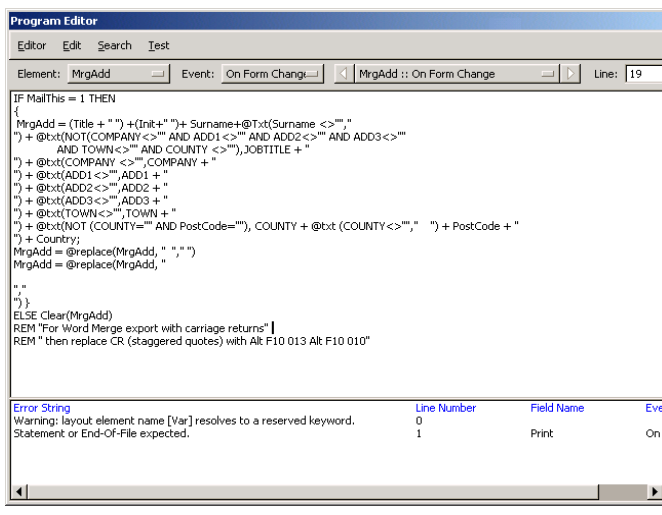 Program Editor
Editor Edit Search Test
Element: MrgAdd Event: On Form Change MrgAdd :: On Form Change Line: 19
IF MailThis = 1 THEN
{
MrgAdd = (Title + " ") +(Init+" ")+ Surname+@Txt(Surname <>"","
") + @txt(NOT(COMPANY<>"" AND ADD1<>"" AND ADD2<>"" AND ADD3<>""
AND TOWN<>"" AND COUNTY <>""),JOBTITLE + "
") + @txt(COMPANY <>"",COMPANY + "
") + @txt(ADD1<>"",ADD1 + "
") + @txt(ADD2<>"",ADD2 + "
") + @txt(ADD3<>"",ADD3 + "
") + @txt(TOWN<>"",TOWN + "
") + @txt(NOT (COUNTY="" AND PostCode=""), COUNTY + @txt (COUNTY<>"","   ") + PostCode + "
") + Country;
MrgAdd = @replace(MrgAdd, "  "," ")
MrgAdd = @replace(MrgAdd, "
","
") }
ELSE Clear(MrgAdd)
REM "For Word Merge export with carriage returns"
REM " then replace CR (staggered quotes) with Alt F10 013 Alt F10 010"
Error String Line Number Field Name Eve
Warning: layout element name [Var] resolves to a reserved keyword. 0
Statement or End-Of-File expected. 1 Print On